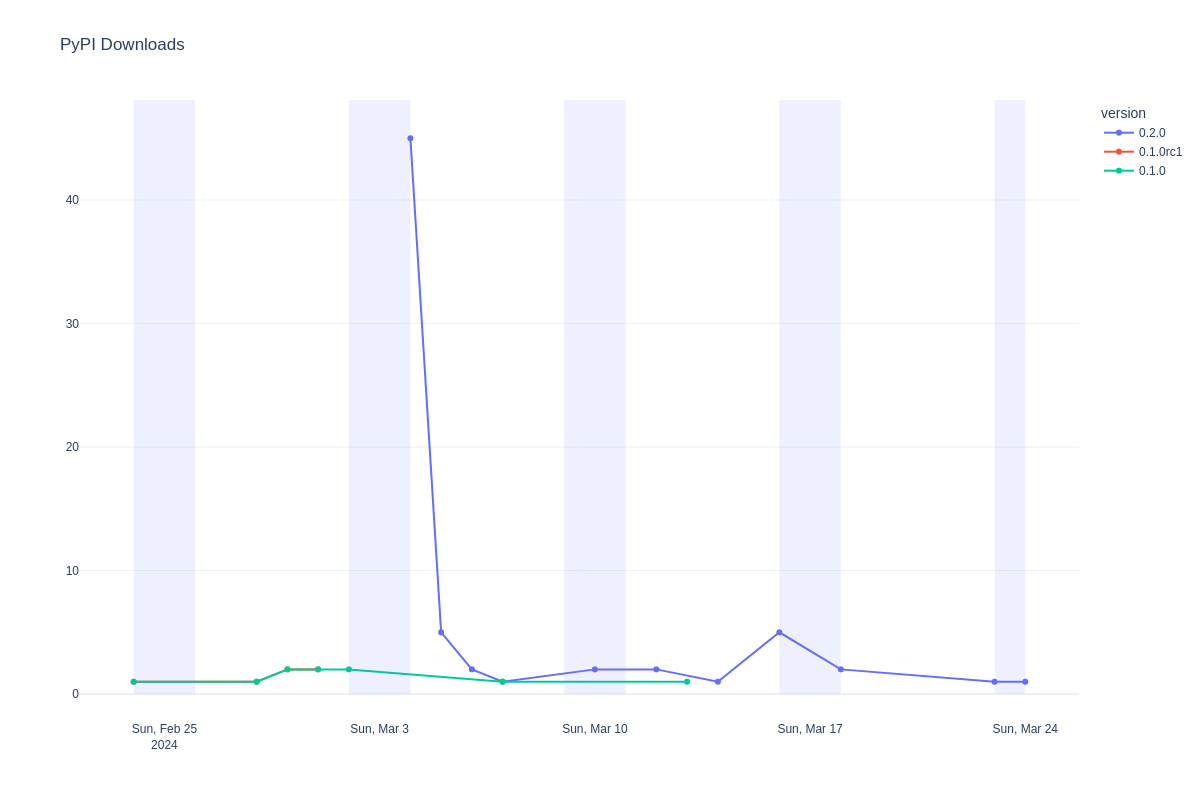 PyPI Downloads
version
0.2.0
0.1.0rc1
0.1.0
40
30
20
10
0
Sun, Feb 25
2024
Sun, Mar 3
Sun, Mar 10
Sun, Mar 17
Sun, Mar 24